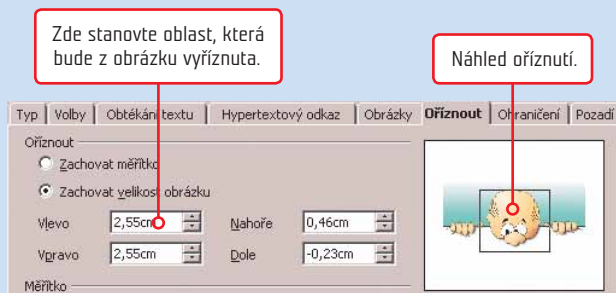 Zde stanovte oblast, která
bude z obrázku vyříznuta.
Náhled oříznutí.
Typ Volby Obtékání textu Hypertextový odkaz Obrázky Oříznout Ohraničení Pozadí
Oříznout
Zachovat měřítko
Zachovat velikost obrázku
Vlevo 2,55cm Nahoře 0,46cm
Vpravo 2,55cm Dole -0,23cm
Měřítko